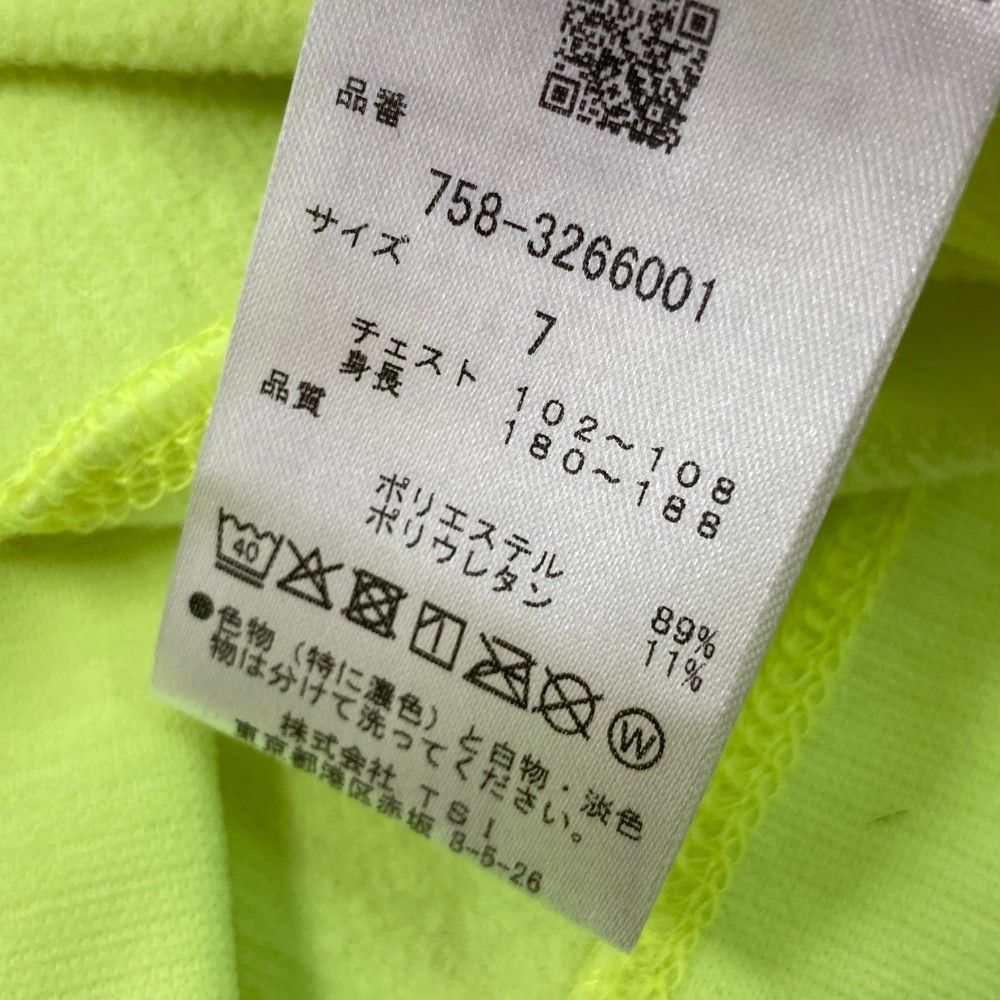 品番
758-3266001
サイズ
7
チェスト 102〜108
身長 180〜188
品質
ポリエステル 89%
ポリウレタン 11%
40
W
●色物（特に濃色）と白物・淡色
物は分けて洗ってください。
株式会社 TSI
東京都港区赤坂 8-5-26